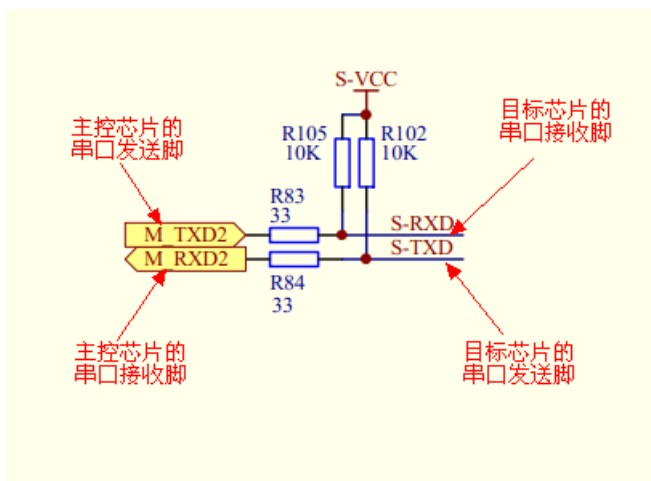 S-VCC
主控芯片的
串口发送脚
目标芯片的
串口接收脚
R105
10K
R102
10K
R83
33
M_TXD2
S-RXD
M_RXD2
S-TXD
R84
33
主控芯片的
串口接收脚
目标芯片的
串口发送脚